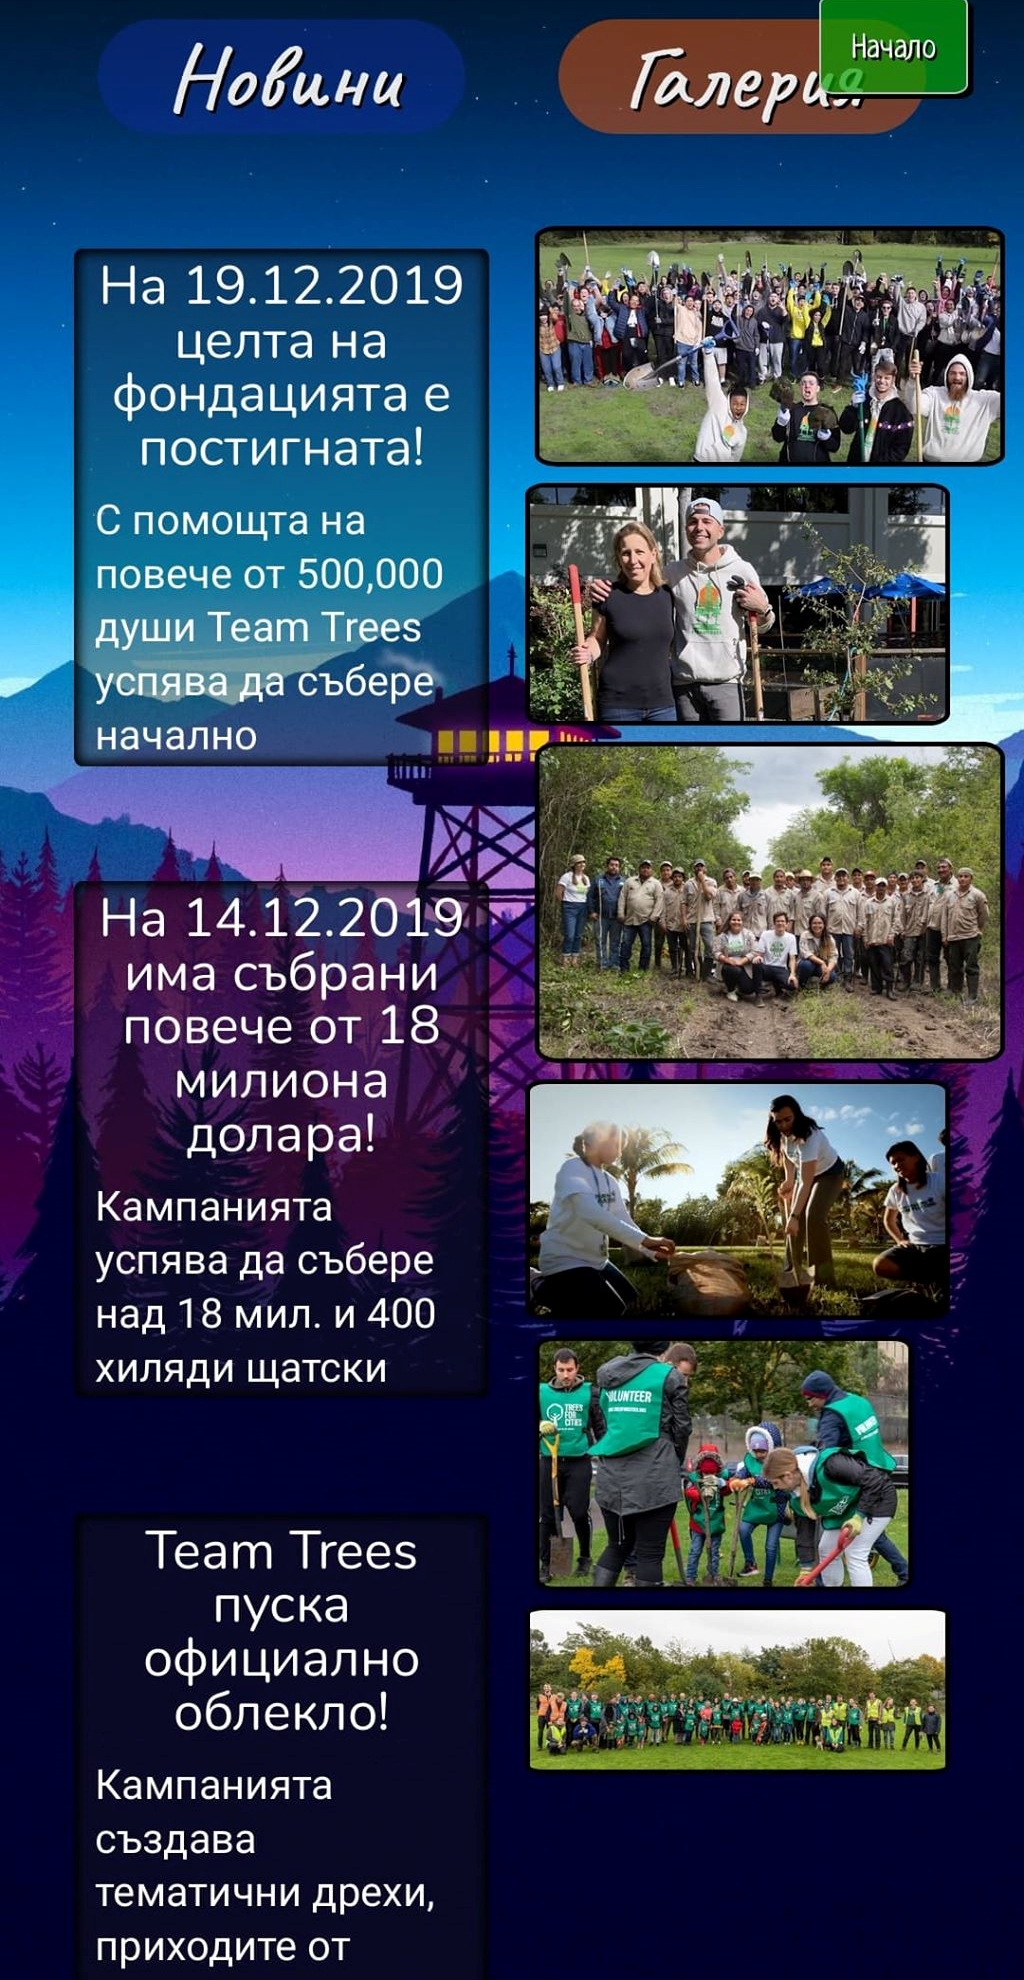 Новини
Галерия
Начало
На 19.12.2019
целта на
фондацията е
постигната!
С помощта на
повече от 500,000
души Team Trees
успява да събере
начално
На 14.12.2019
има събрани
повече от 18
милиона
долара!
Кампанията
успява да събере
над 18 мил. и 400
хиляди щатски
Team Trees
пуска
официално
облекло!
Кампанията
създава
тематични дрехи,
приходите от
TREES
FOR
CITIES
VOLUNTEER